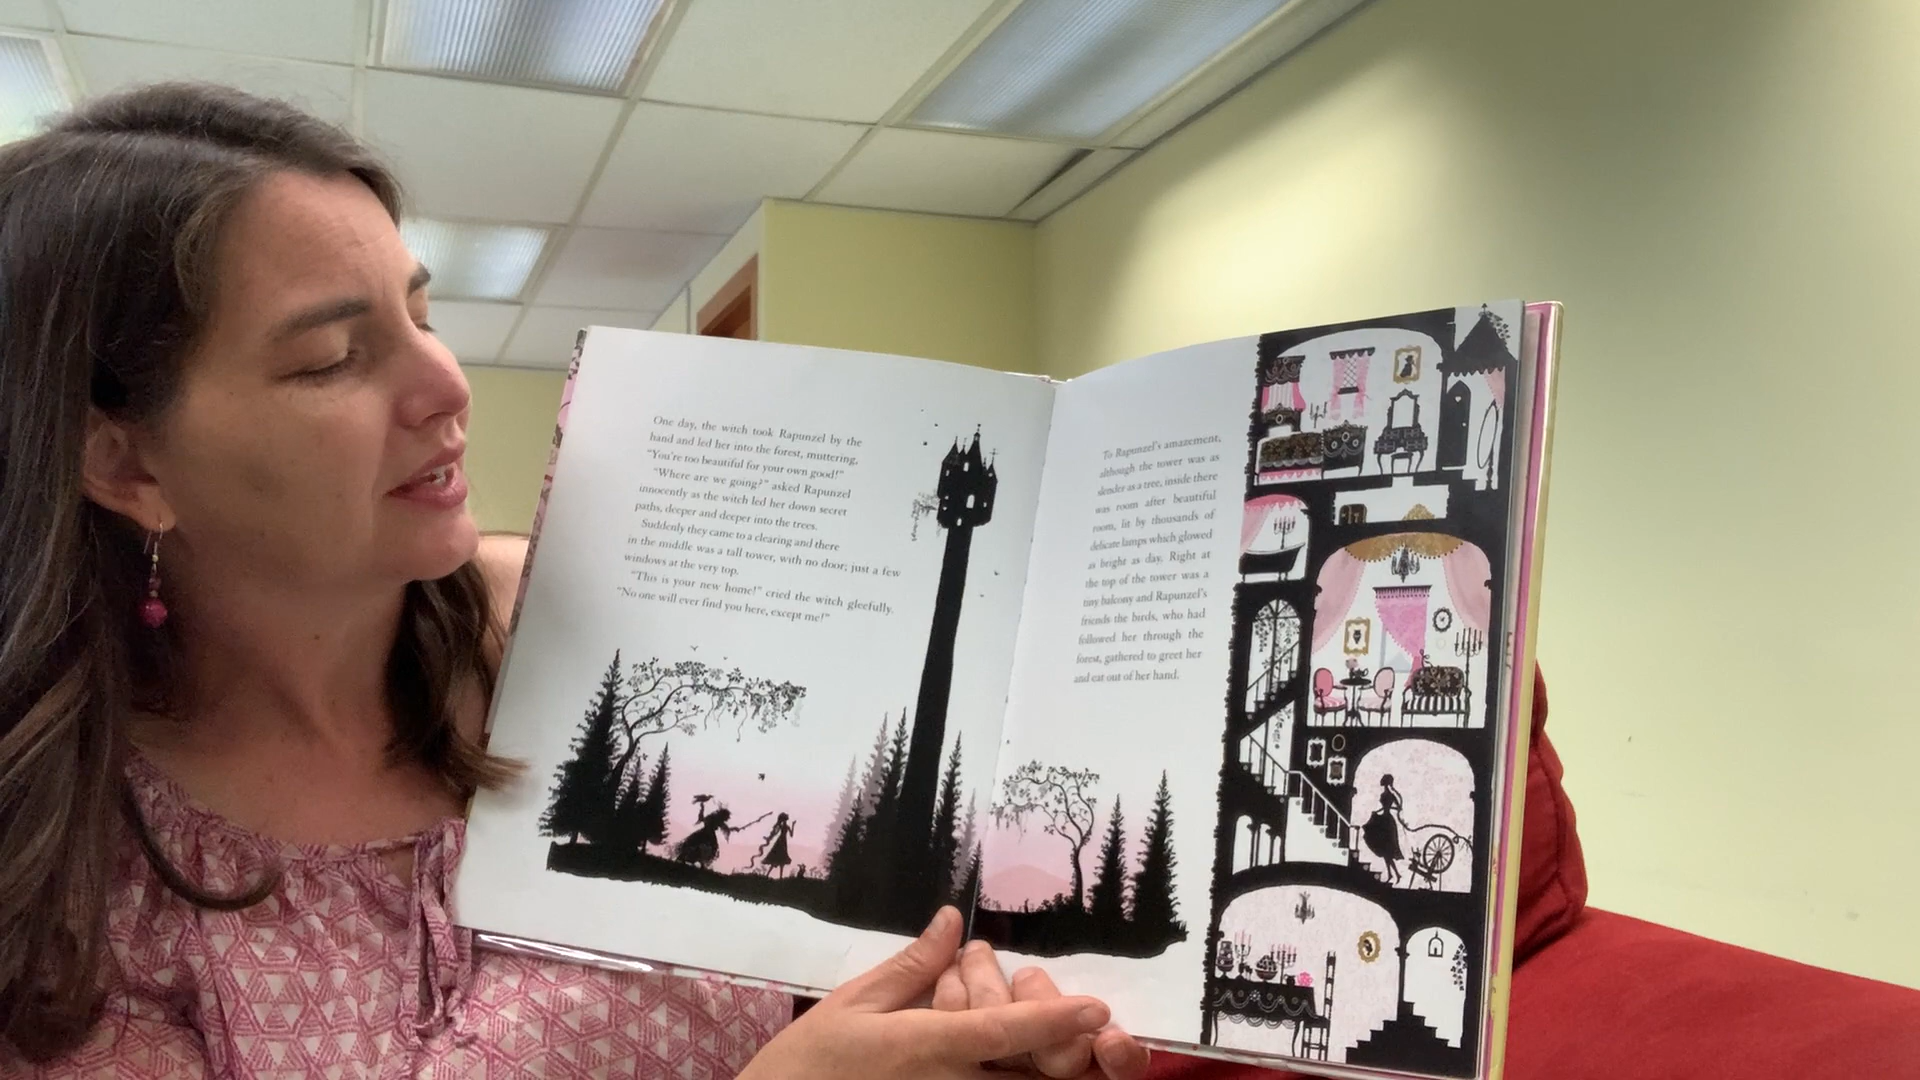 One day, the witch took Rapunzel by the
hand and led her into the forest, muttering,
"You're too beautiful for your own good!"
"Where are we going?" asked Rapunzel
innocently as the witch led her down secret
paths, deeper and deeper into the trees.
Suddenly they came to a clearing and there
in the middle was a tall tower, with no door; just a few
windows at the very top.
"This is your new home!" cried the witch gleefully.
"No one will ever find you here, except me!"
To Rapunzel's amazement,
although the tower was as
slender as a tree, inside there
was room after beautiful
room, lit by thousands of
delicate lamps which glowed
as bright as day. Right at
the top of the tower was a
tiny balcony and Rapunzel's
friends the birds, who had
followed her through the
forest, gathered to greet her
and eat out of her hand.